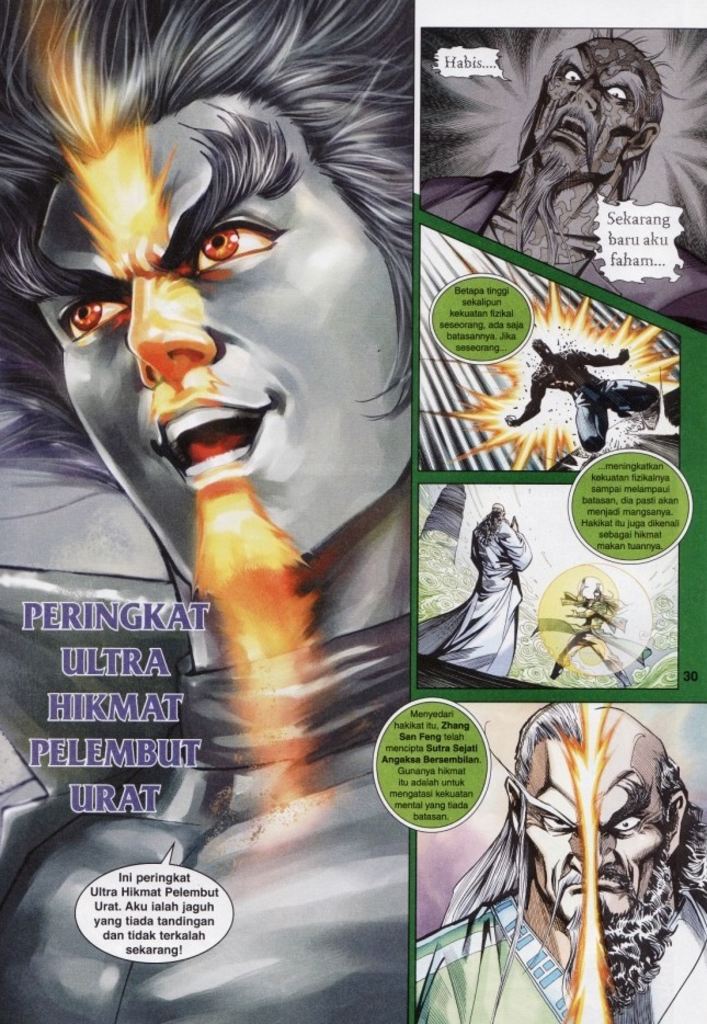 PERINGKAT
ULTRA
HIKMAT
PELEMBUT
URAT
Ini peringkat
Ultra Hikmat Pelembut
Urat. Aku ialah jaguh
yang tiada tandingan
dan tidak terkalah
sekarang!
Habis....
Sekarang
baru aku
faham...
Betapa tinggi
sekalipun
kekuatan fizikal
seseorang, ada saja
batasannya. Jika
seseorang...
...meningkatkan
kekuatan fizikalnya
sampai melampaui
batasan, dia pasti akan
menjadi mangsanya.
Hakikat itu juga dikenali
sebagai hikmat
makan tuannya.
30
Menyedari
hakikat itu, Zhang
San Feng telah
mencipta Sutra Sejati
Angkasa Bersembilan.
Gunanya hikmat
itu adalah untuk
mengatasi kekuatan
mental yang tiada
batasan.